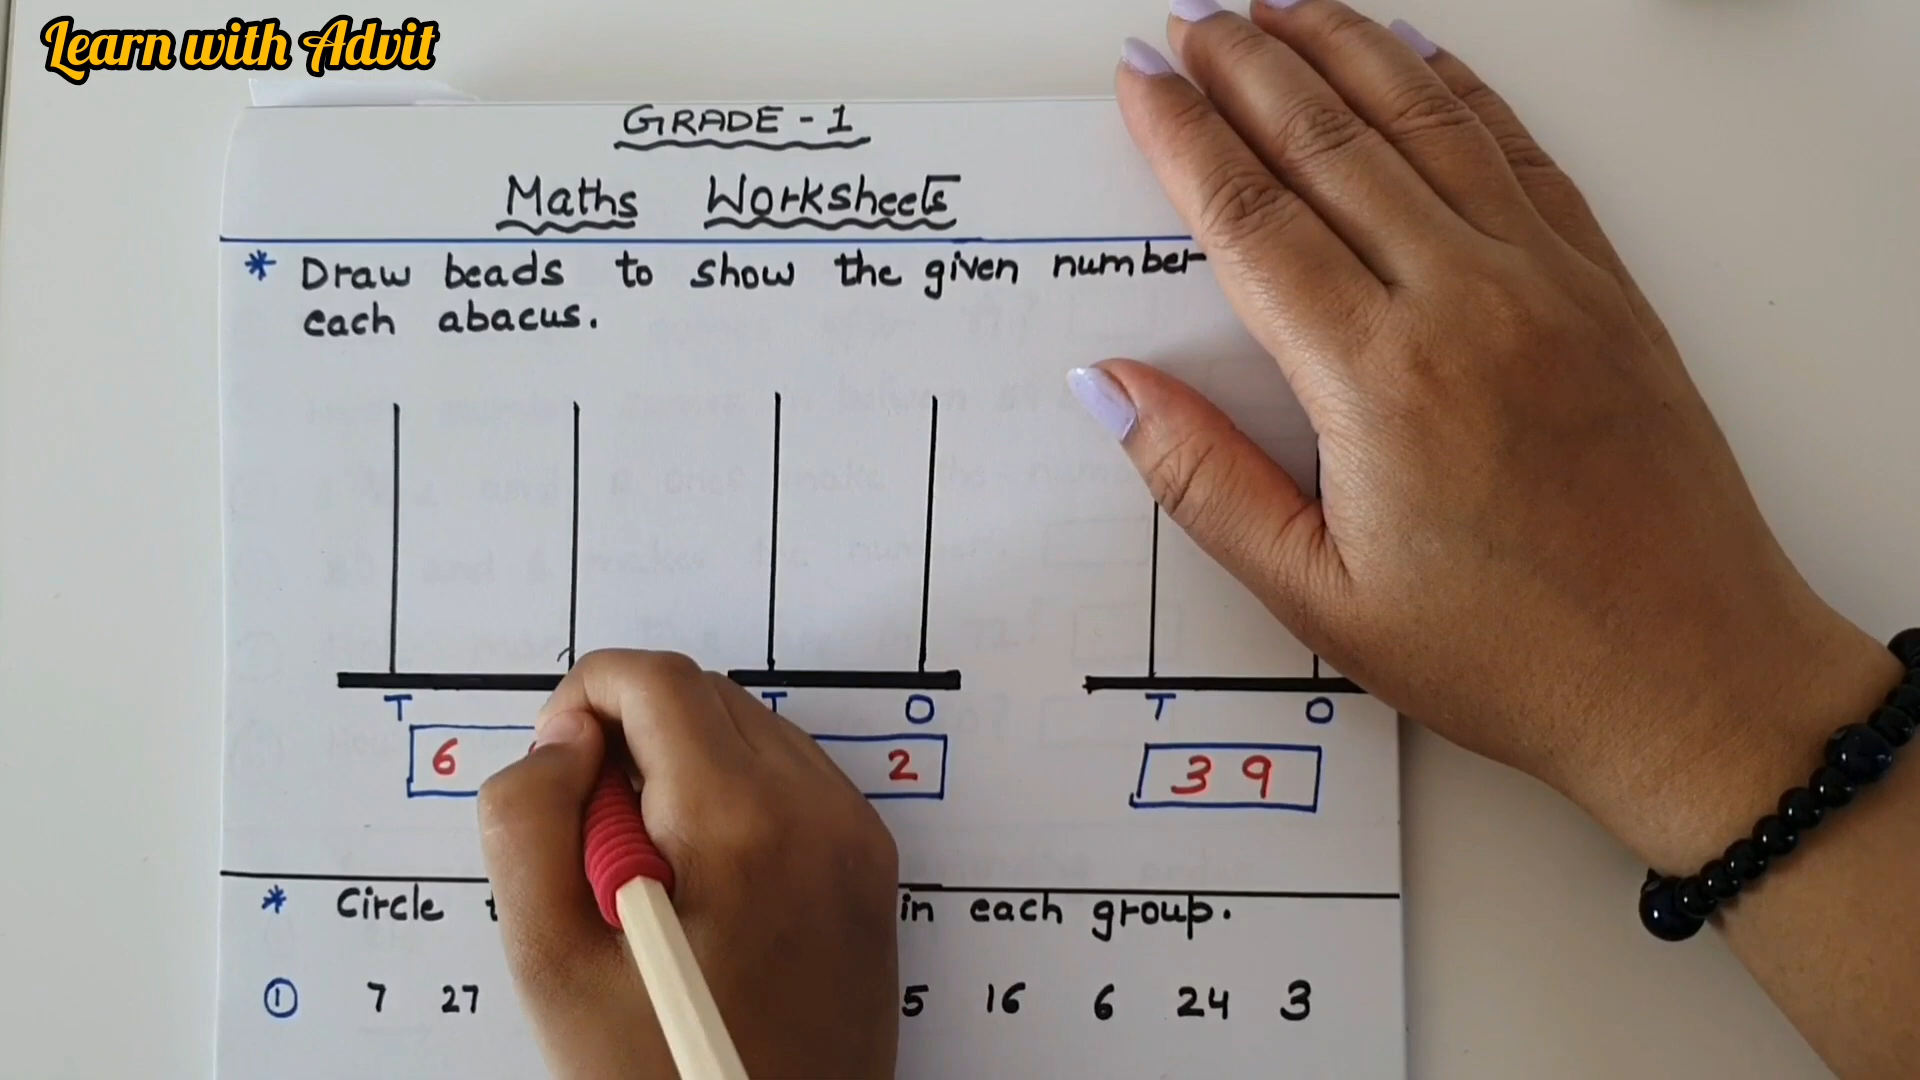 Learn with Advit
GRADE - 1
Maths Worksheets
* Draw beads to show the given number
each abacus.
T T O T O
6 2 3 9
* Circle in each group.
① 7 27 5 16 6 24 3